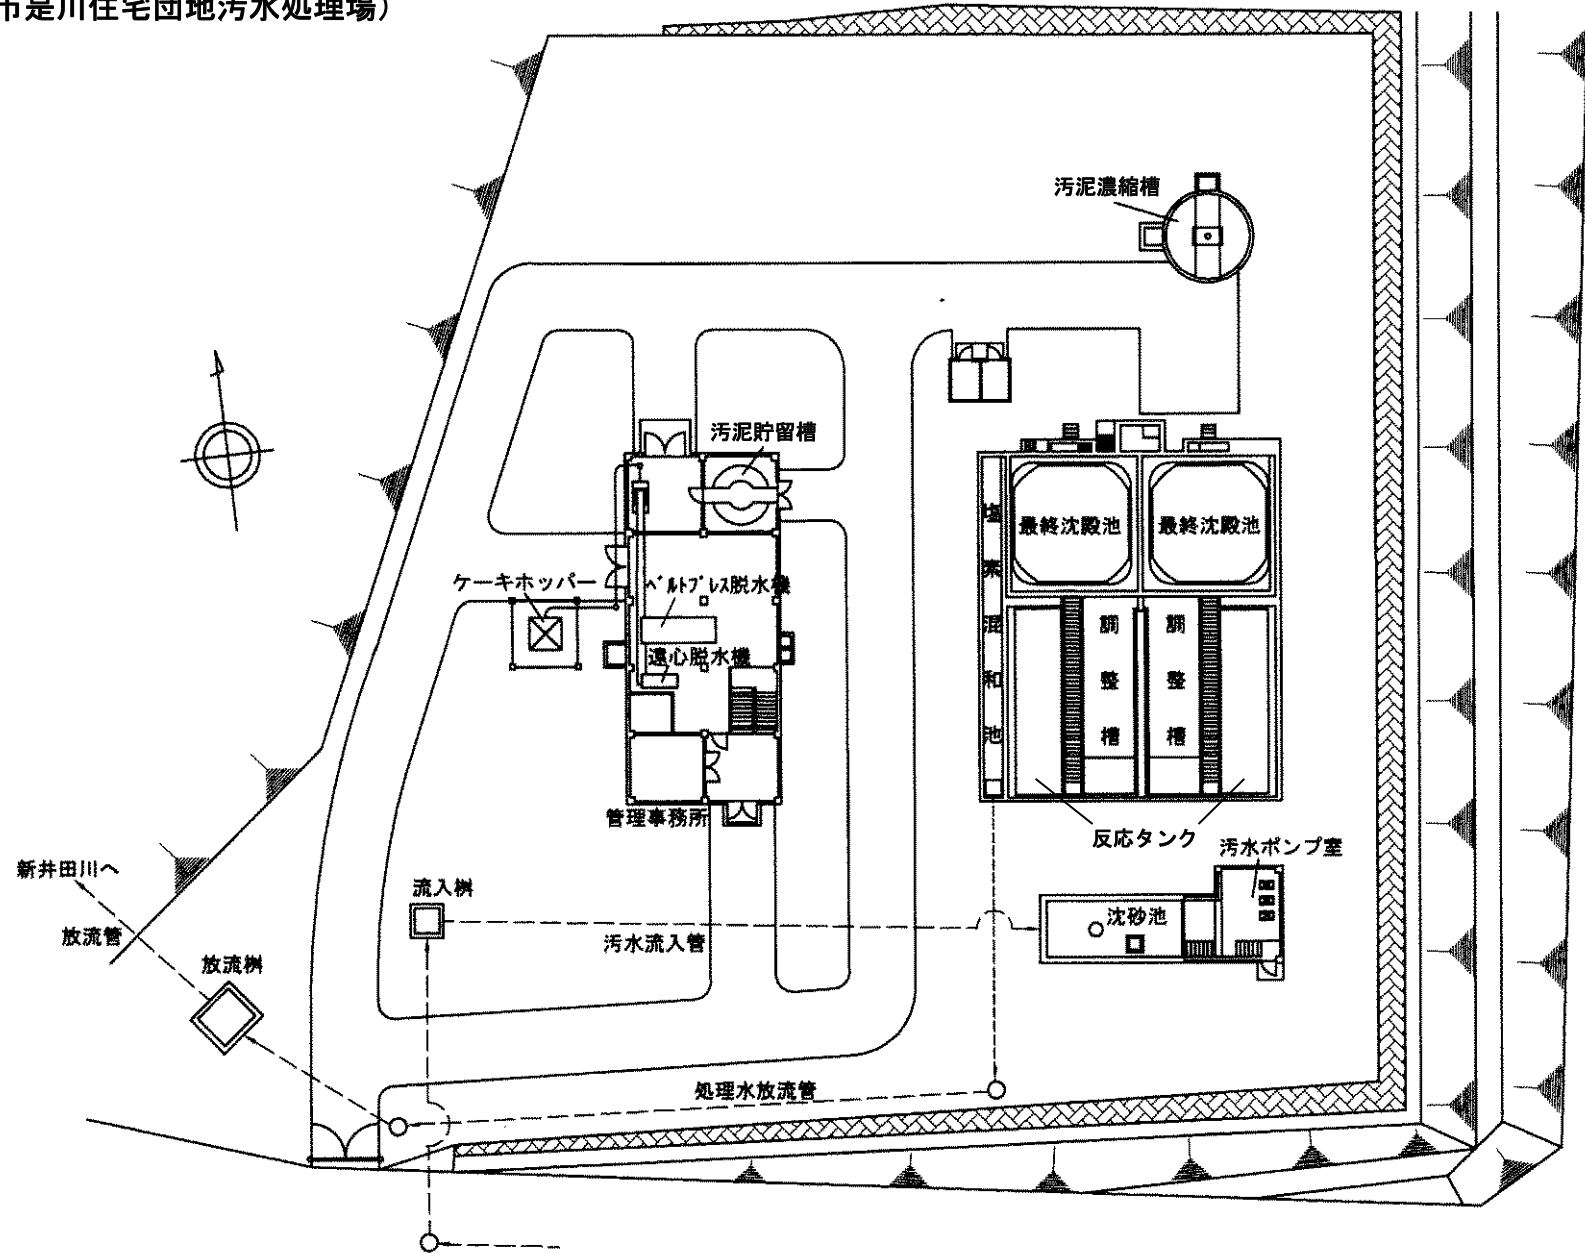 市是川住宅団地汚水処理場）
汚泥濃縮槽
汚泥貯留槽
塩素混和池
最終沈殿池
最終沈殿池
ケーキホッパー
ﾍﾞﾙﾄﾌﾟﾚｽ脱水機
遠心脱水機
調整槽
調整槽
管理事務所
反応タンク
汚水ポンプ室
新井田川へ
流入桝
沈砂池
放流管
汚水流入管
放流桝
処理水放流管